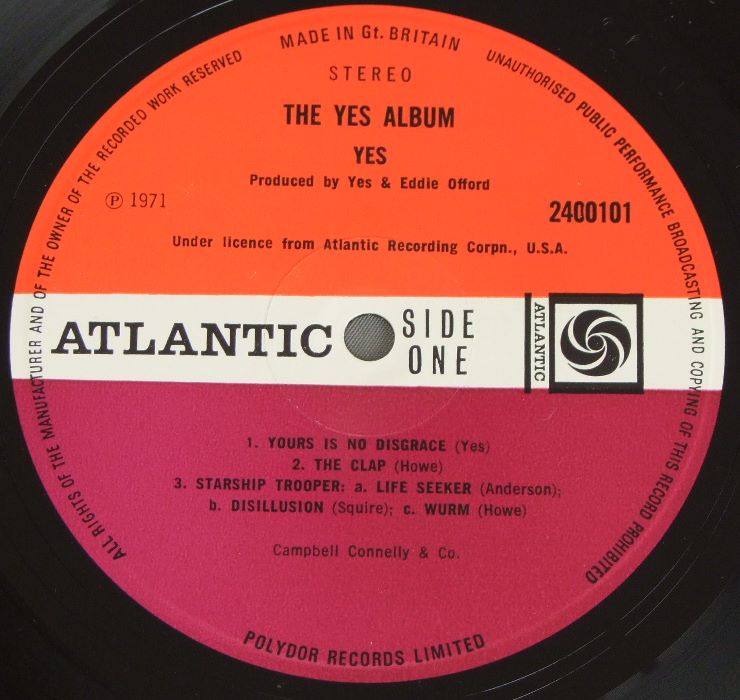 MADE IN Gt. BRITAIN
ALL RIGHTS OF THE MANUFACTURER AND OF THE OWNER OF THE RECORDED WORK RESERVED
UNAUTHORISED PUBLIC PERFORMANCE BROADCASTING AND COPYING OF THIS RECORD PROHIBITED
STEREO
THE YES ALBUM
YES
Produced by Yes & Eddie Offord
℗ 1971
2400101
Under licence from Atlantic Recording Corpn., U.S.A.
ATLANTIC
SIDE
ONE
ATLANTIC
1. YOURS IS NO DISGRACE (Yes)
2. THE CLAP (Howe)
3. STARSHIP TROOPER: a. LIFE SEEKER (Anderson);
b. DISILLUSION (Squire); c. WURM (Howe)
Campbell Connelly & Co.
POLYDOR RECORDS LIMITED